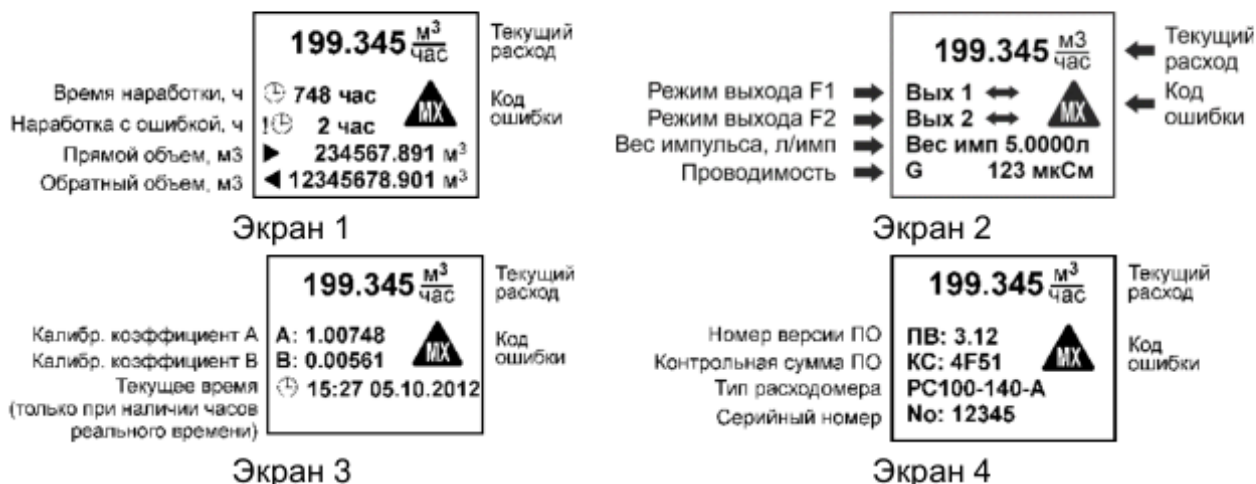 199.345 м³/час
Текущий
расход
Время наработки, ч
748 час
MX
Код
ошибки
Наработка с ошибкой, ч
! 2 час
Прямой объем, м3
234567.891 м³
Обратный объем, м3
12345678.901 м³
Экран 1
199.345 м3/час
Текущий
расход
Режим выхода F1
Вых 1
MX
Код
ошибки
Режим выхода F2
Вых 2
Вес импульса, л/имп
Вес имп 5.0000л
Проводимость
G 123 мкСм
Экран 2
199.345 м³/час
Текущий
расход
Калибр. коэффициент А
A: 1.00748
MX
Код
ошибки
Калибр. коэффициент В
B: 0.00561
Текущее время
(только при наличии часов
реального времени)
15:27 05.10.2012
Экран 3
199.345 м³/час
Текущий
расход
Номер версии ПО
ПВ: 3.12
MX
Код
ошибки
Контрольная сумма ПО
КС: 4F51
Тип расходомера
РС100-140-А
Серийный номер
No: 12345
Экран 4